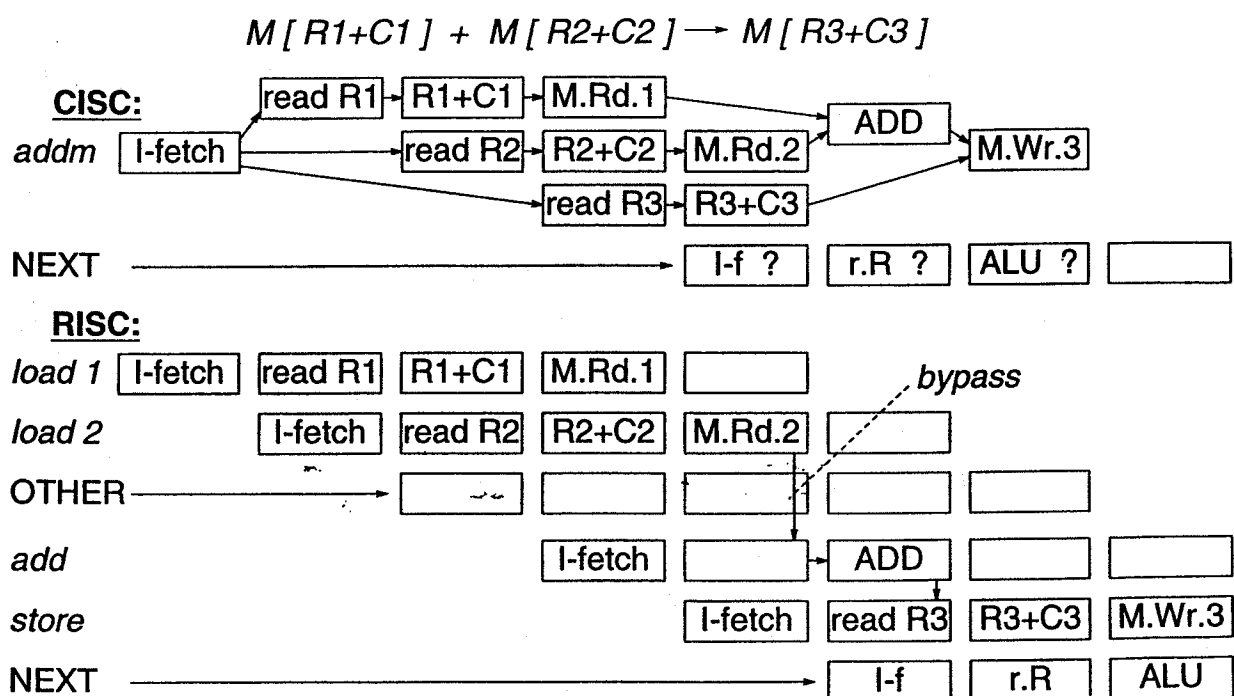 M [ R1+C1 ] + M [ R2+C2 ] → M [ R3+C3 ]
CISC:
read R1 R1+C1 M.Rd.1
ADD
addm I-fetch read R2 R2+C2 M.Rd.2 M.Wr.3
read R3 R3+C3
NEXT I-f ? r.R ? ALU ?
RISC:
load 1 I-fetch read R1 R1+C1 M.Rd.1
bypass
load 2 I-fetch read R2 R2+C2 M.Rd.2
OTHER
add I-fetch ADD
store I-fetch read R3 R3+C3 M.Wr.3
NEXT I-f r.R ALU